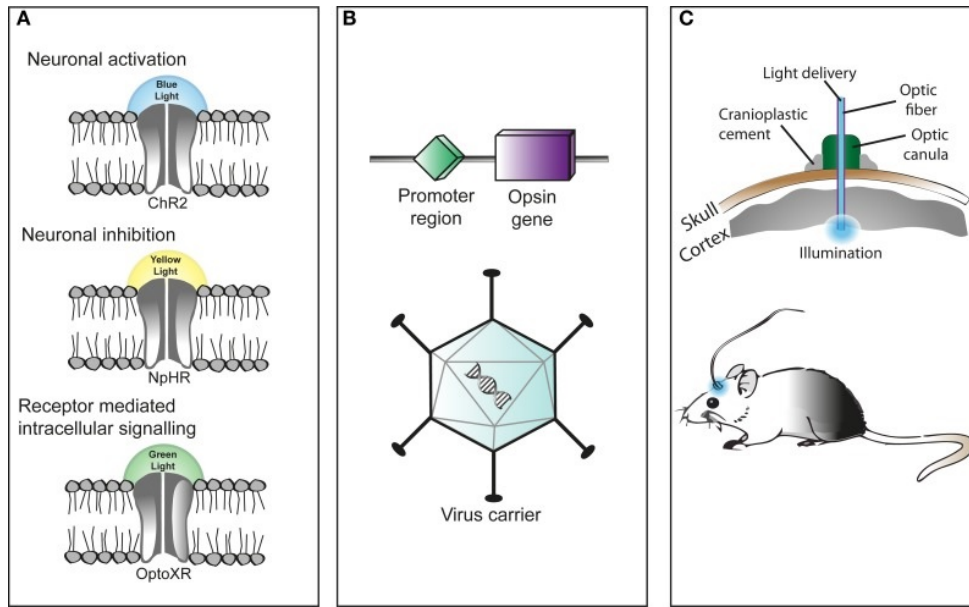 A
Neuronal activation
Blue
Light
ChR2
Neuronal inhibition
Yellow
Light
NpHR
Receptor mediated
intracellular signalling
Green
Light
OptoXR
B
Promoter
region
Opsin
gene
Virus carrier
C
Light delivery
Optic
fiber
Cranioplastic
cement
Optic
canula
Skull
Cortex
Illumination